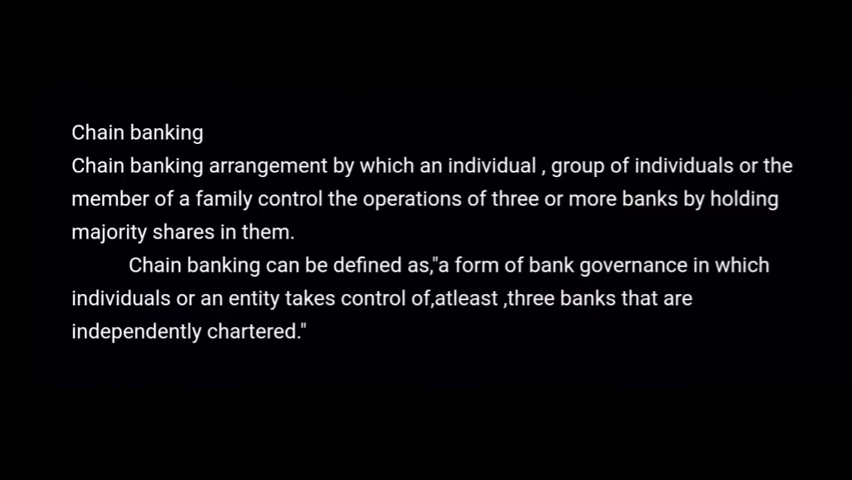 Chain banking
Chain banking arrangement by which an individual , group of individuals or the
member of a family control the operations of three or more banks by holding
majority shares in them.
Chain banking can be defined as,"a form of bank governance in which
individuals or an entity takes control of,atleast ,three banks that are
independently chartered."